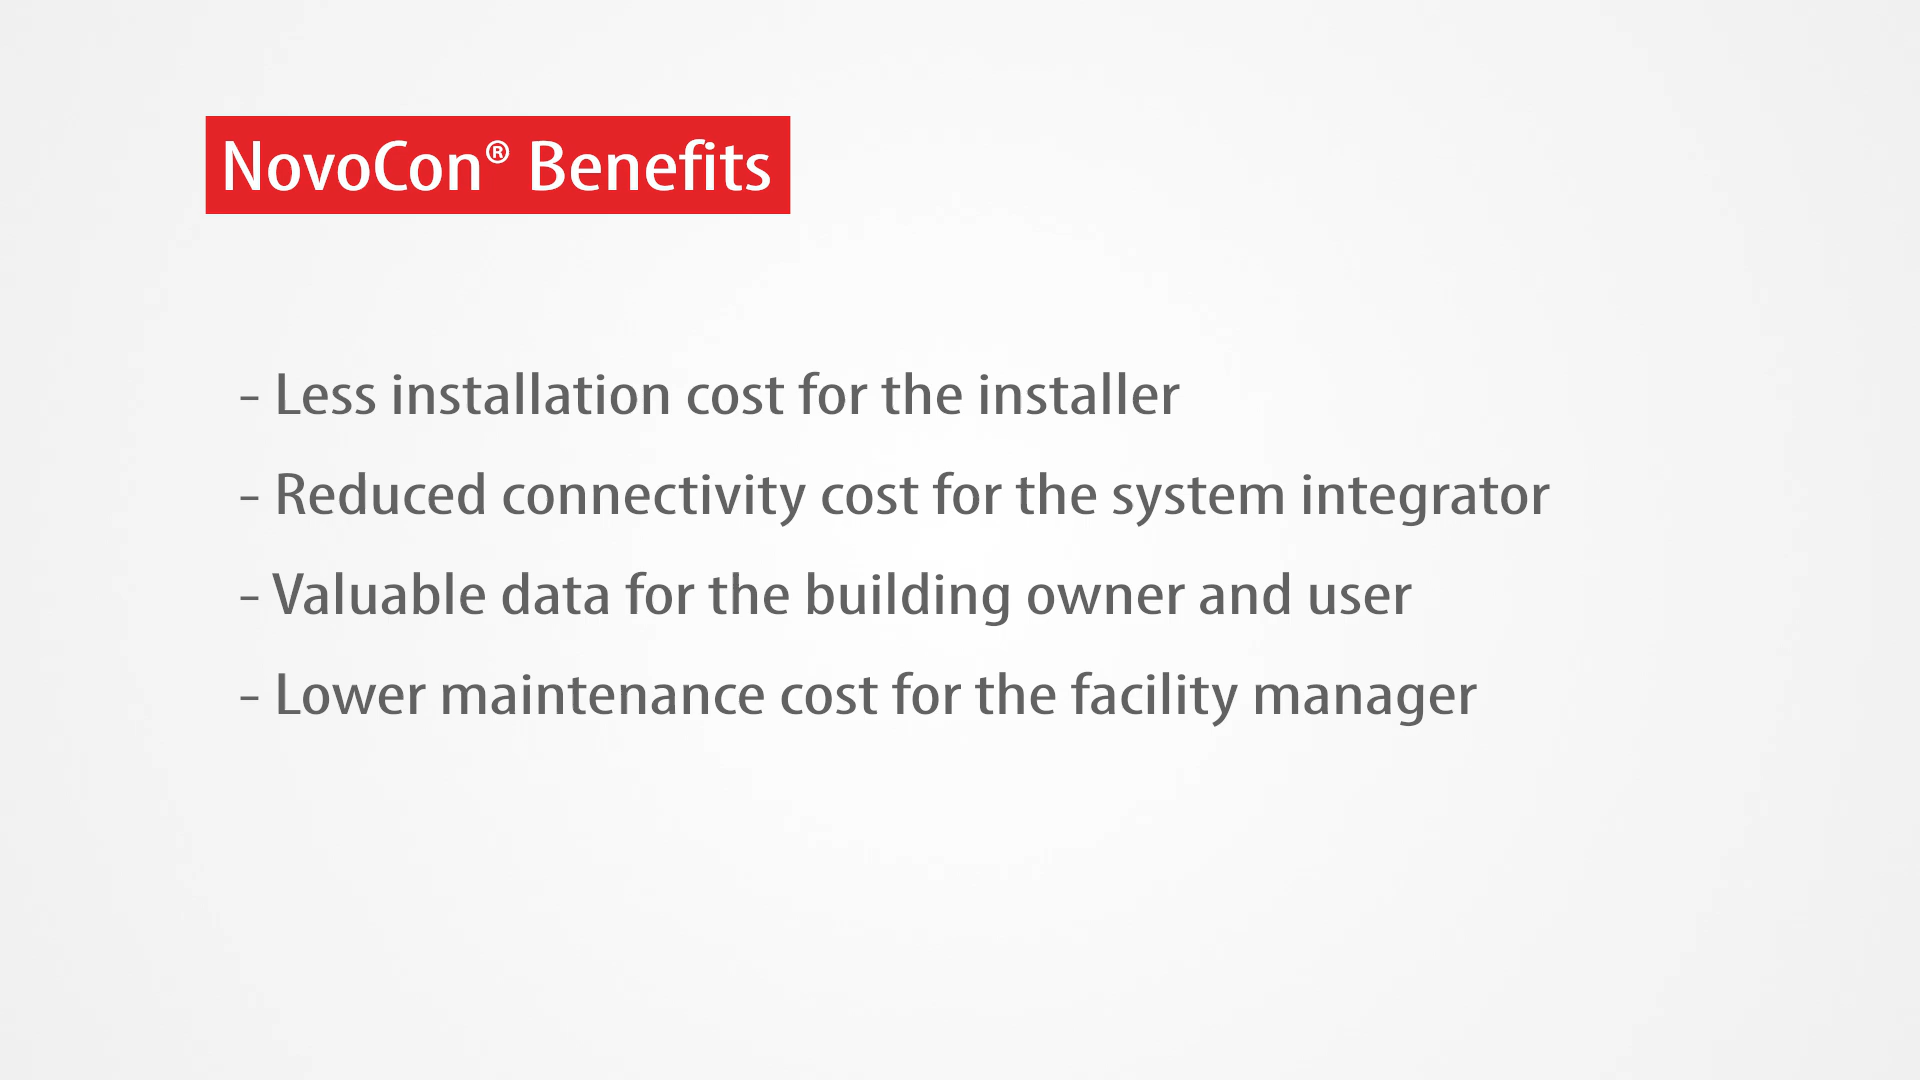 NovoCon® Benefits
- Less installation cost for the installer
- Reduced connectivity cost for the system integrator
- Valuable data for the building owner and user
- Lower maintenance cost for the facility manager